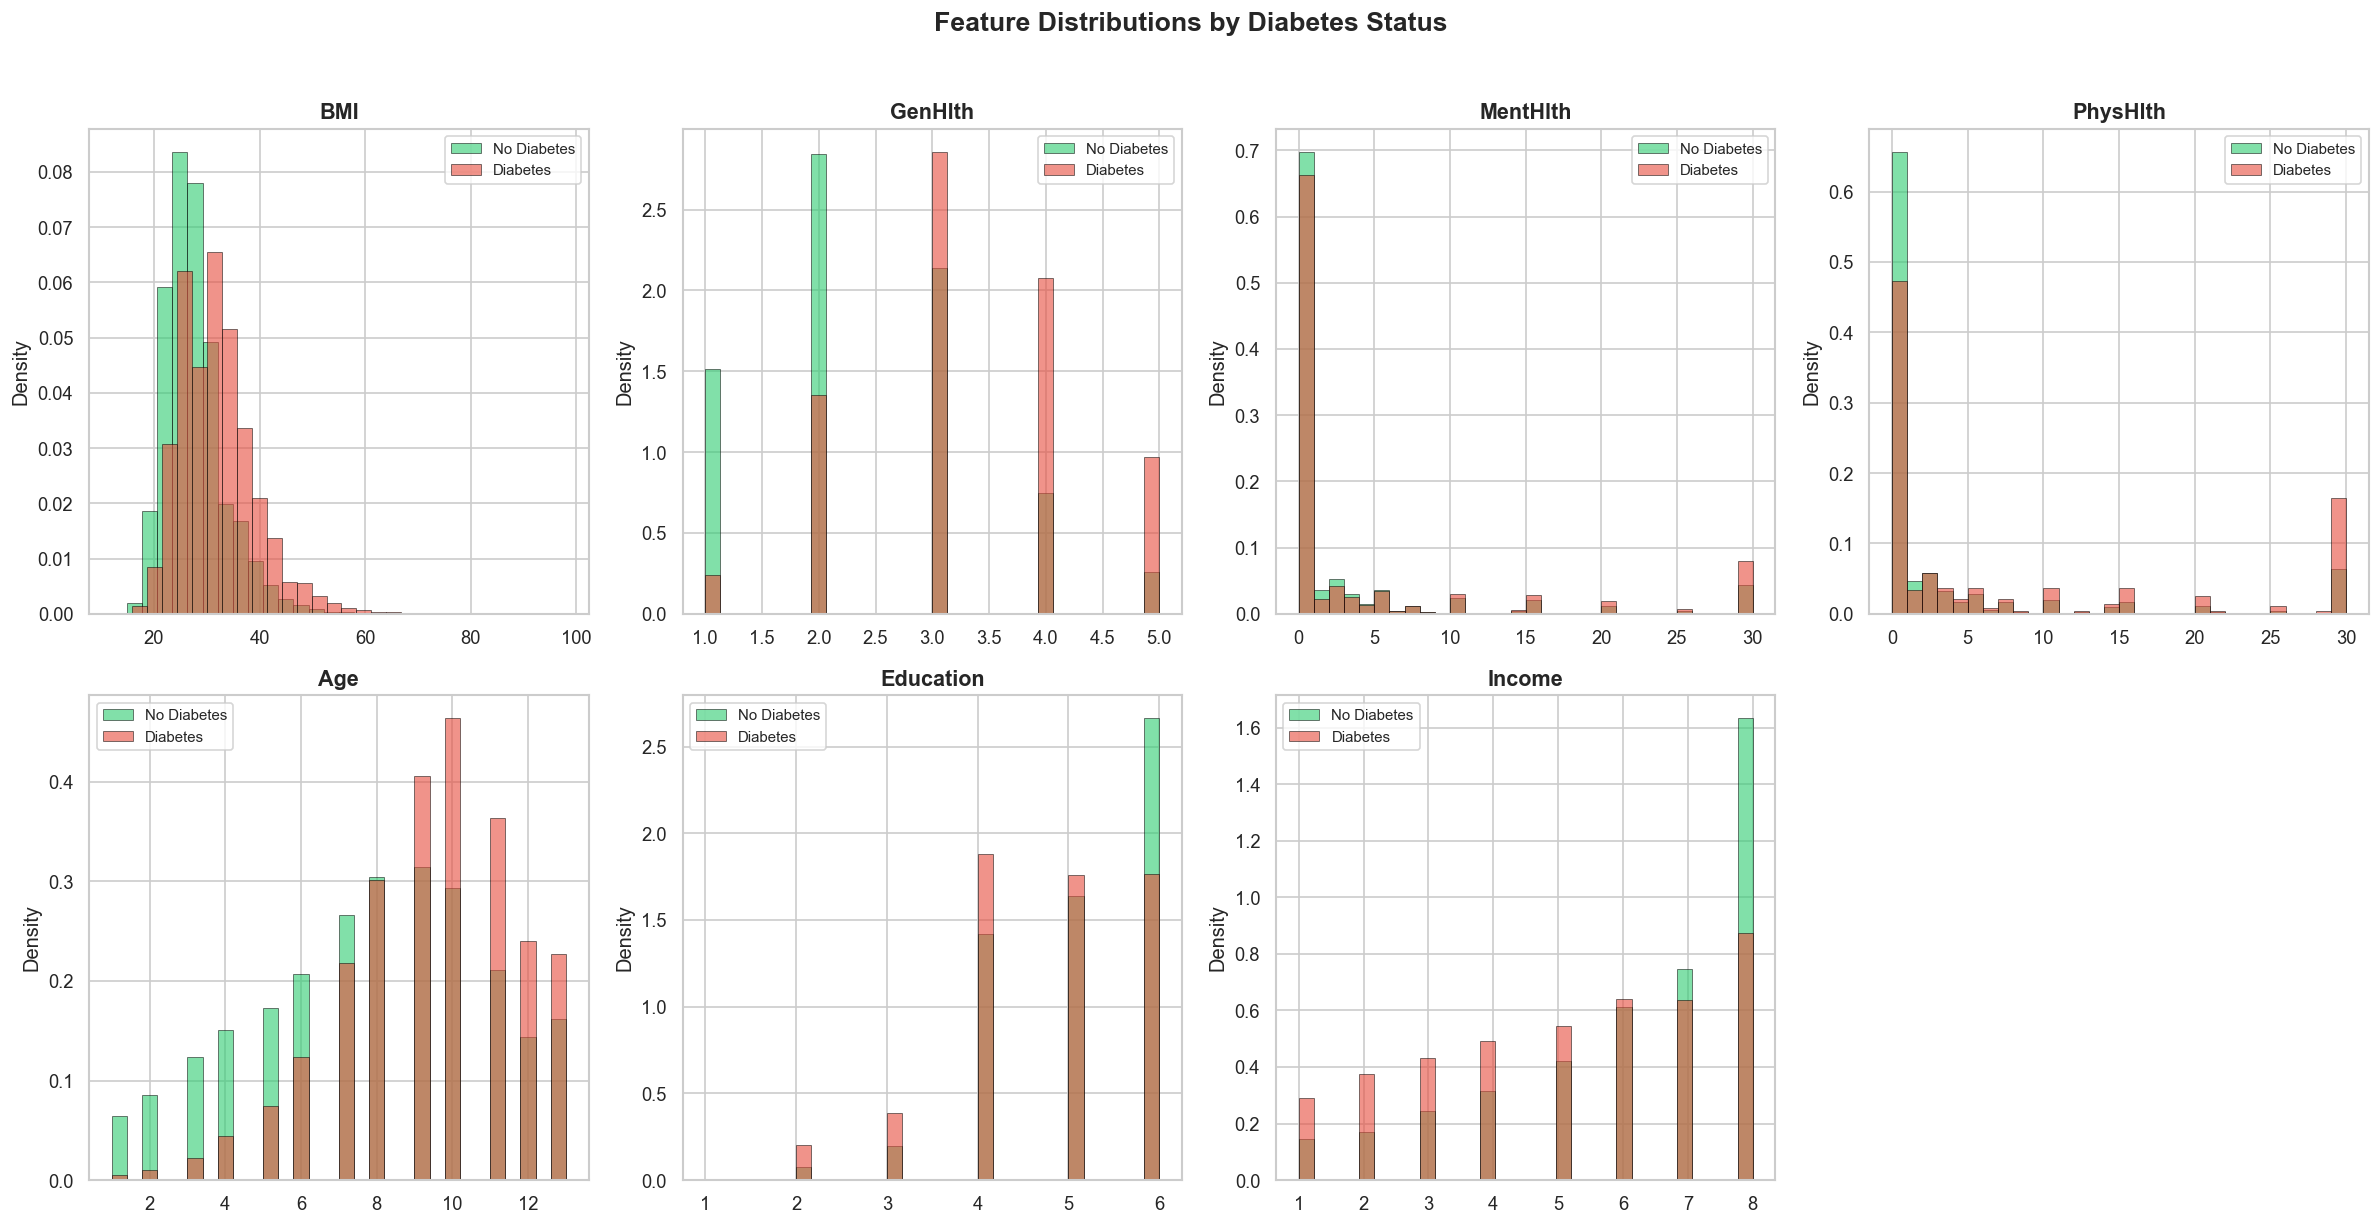 Feature Distributions by Diabetes Status
BMI
No Diabetes
Diabetes
Density
0.08
0.07
0.06
0.05
0.04
0.03
0.02
0.01
0.00
20 40 60 80 100
GenHlth
No Diabetes
Diabetes
Density
2.5
2.0
1.5
1.0
0.5
0.0
1.0 1.5 2.0 2.5 3.0 3.5 4.0 4.5 5.0
MentHlth
No Diabetes
Diabetes
Density
0.7
0.6
0.5
0.4
0.3
0.2
0.1
0.0
0 5 10 15 20 25 30
PhysHlth
No Diabetes
Diabetes
Density
0.6
0.5
0.4
0.3
0.2
0.1
0.0
0 5 10 15 20 25 30
Age
No Diabetes
Diabetes
Density
0.4
0.3
0.2
0.1
0.0
2 4 6 8 10 12
Education
No Diabetes
Diabetes
Density
2.5
2.0
1.5
1.0
0.5
0.0
1 2 3 4 5 6
Income
No Diabetes
Diabetes
Density
1.6
1.4
1.2
1.0
0.8
0.6
0.4
0.2
0.0
1 2 3 4 5 6 7 8